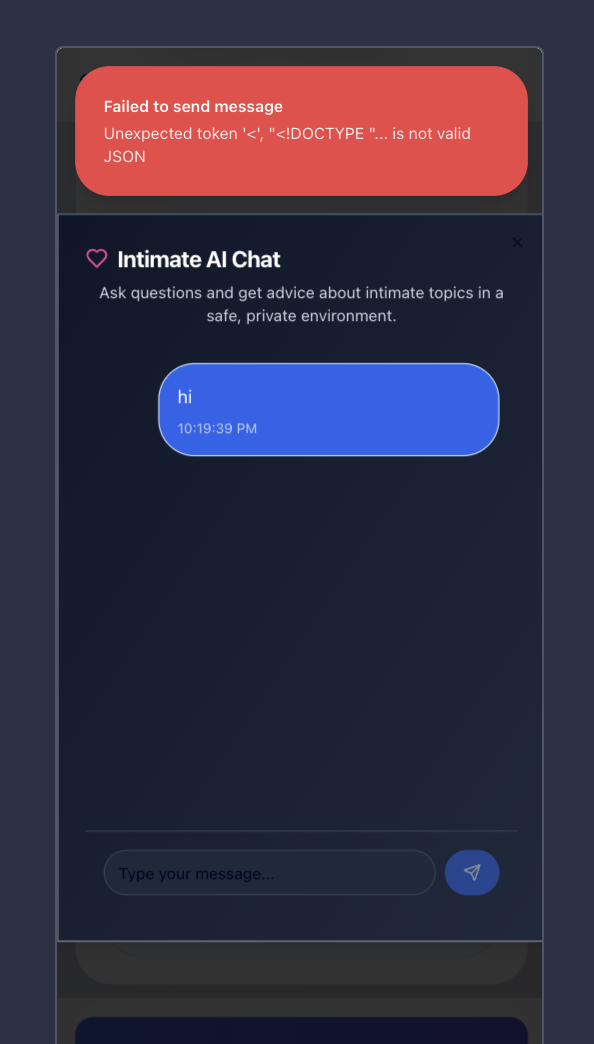 Failed to send message
Unexpected token '<', "<!DOCTYPE "... is not valid
JSON
Intimate AI Chat
Ask questions and get advice about intimate topics in a
safe, private environment.
hi
10:19:39 PM
Type your message...